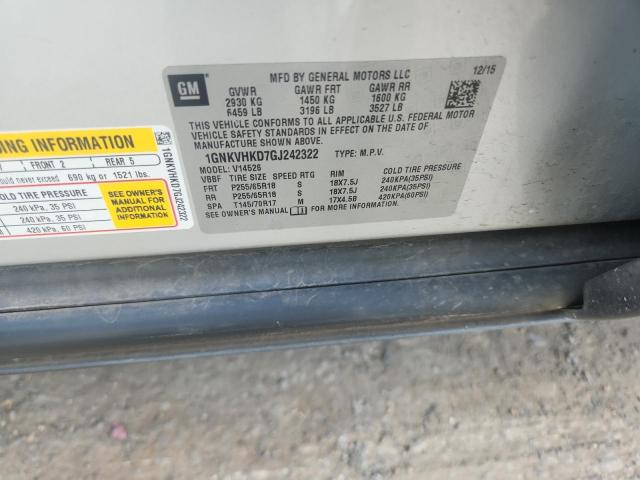 GM
MFD BY GENERAL MOTORS LLC
12/15
GVWR GAWR FRT GAWR RR
2930 KG 1450 KG 1600 KG
6459 LB 3196 LB 3527 LB
THIS VEHICLE CONFORMS TO ALL APPLICABLE U.S. FEDERAL MOTOR
VEHICLE SAFETY STANDARDS IN EFFECT ON THE DATE OF
MANUFACTURE SHOWN ABOVE.
1GNKVHKD7GJ242322 TYPE: M.P.V.
MODEL: V14526
VBBF TIRE SIZE SPEED RTG RIM COLD TIRE PRESSURE
FRT P255/65R18 S 18X7.5J 240KPA(35PSI)
RR P255/65R18 S 18X7.5J 240KPA(35PSI)
SPA T145/70R17 M 17X4.5B 420KPA(60PSI)
SEE OWNER'S MANUAL FOR ADDITIONAL INFORMATION
DING INFORMATION
FRONT 2 REAR 5
ould never exceed 690 kg or 1521 lbs.
COLD TIRE PRESSURE
240 KPA, 35 PSI
240 KPA, 35 PSI
420 KPA, 60 PSI
SEE OWNER'S
MANUAL FOR
ADDITIONAL
INFORMATION
1GNKVHKD7GJ242322